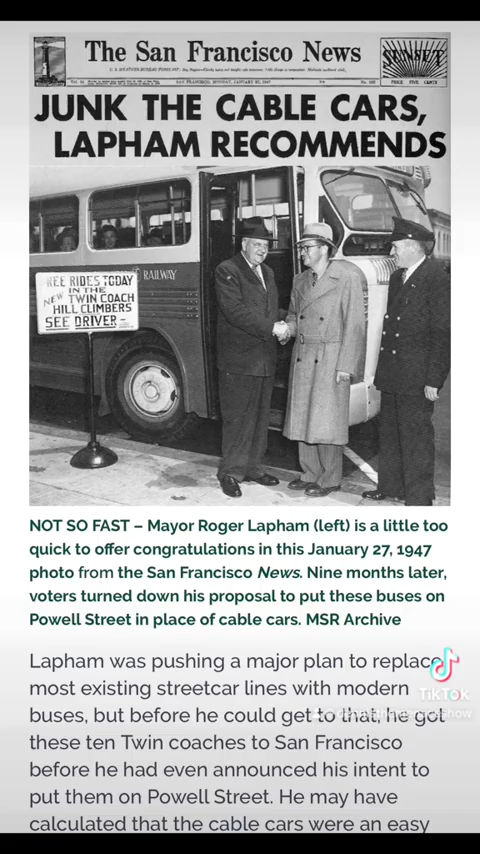 The San Francisco News
SUNSET
PRICE FIVE CENTS
JUNK THE CABLE CARS,
LAPHAM RECOMMENDS
RAILWAY
FREE RIDES TODAY
IN THE
NEW TWIN COACH
HILL CLIMBERS
SEE DRIVER-
NOT SO FAST – Mayor Roger Lapham (left) is a little too
quick to offer congratulations in this January 27, 1947
photo from the San Francisco News. Nine months later,
voters turned down his proposal to put these buses on
Powell Street in place of cable cars. MSR Archive
Lapham was pushing a major plan to replace
most existing streetcar lines with modern
buses, but before he could get to that, he got
these ten Twin coaches to San Francisco
before he had even announced his intent to
put them on Powell Street. He may have
calculated that the cable cars were an easy
TikTok